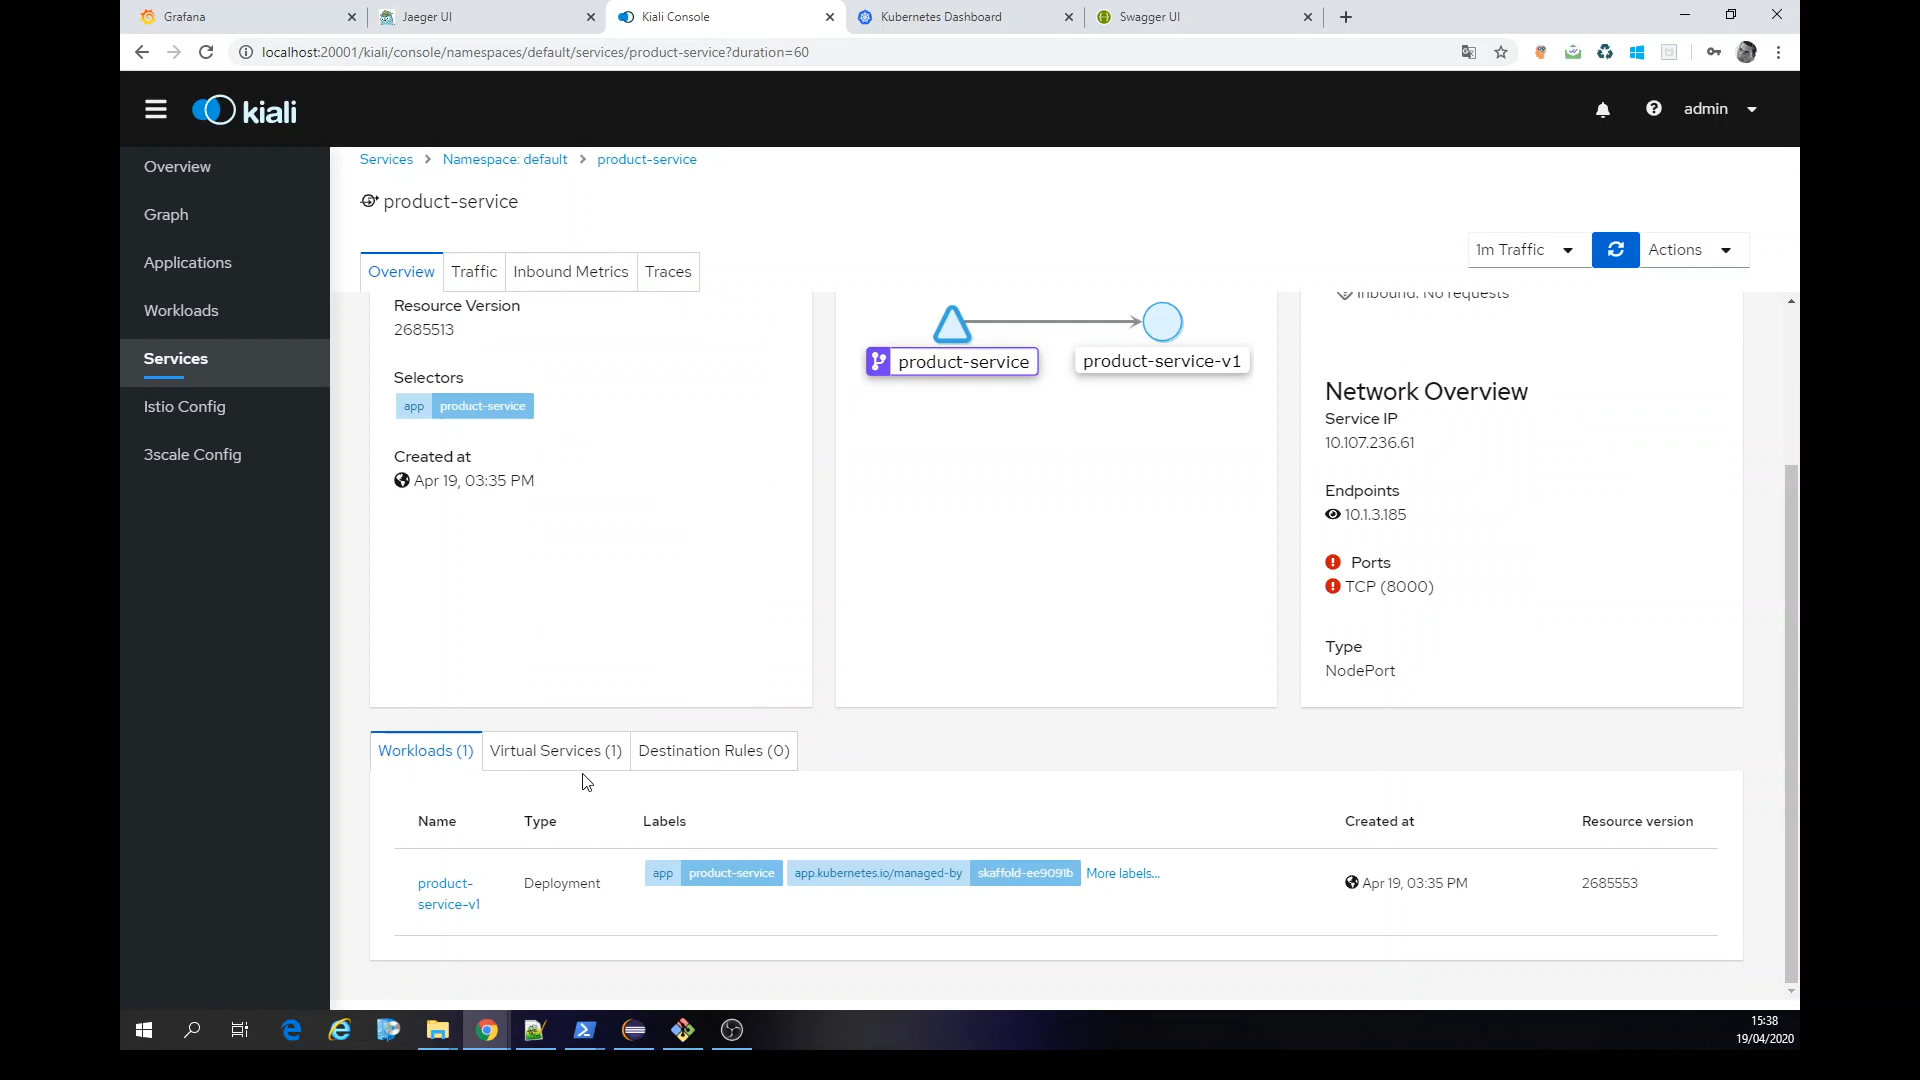 Grafana
Jaeger UI
Kiali Console
Kubernetes Dashboard
Swagger UI
localhost:20001/kiali/console/namespaces/default/services/product-service?duration=60
kiali
admin
Overview
Graph
Applications
Workloads
Services
Istio Config
3scale Config
Services > Namespace: default > product-service
product-service
1m Traffic
Actions
Overview
Traffic
Inbound Metrics
Traces
Resource Version
2685513
Selectors
app product-service
Created at
Apr 19, 03:35 PM
product-service
product-service-v1
Inbound: No requests
Network Overview
Service IP
10.107.236.61
Endpoints
10.1.3.185
Ports
TCP (8000)
Type
NodePort
Workloads (1)
Virtual Services (1)
Destination Rules (0)
Name
Type
Labels
Created at
Resource version
product-
service-v1
Deployment
app product-service
app.kubernetes.io/managed-by skaffold-ee9091b
More labels...
Apr 19, 03:35 PM
2685553
15:38
19/04/2020